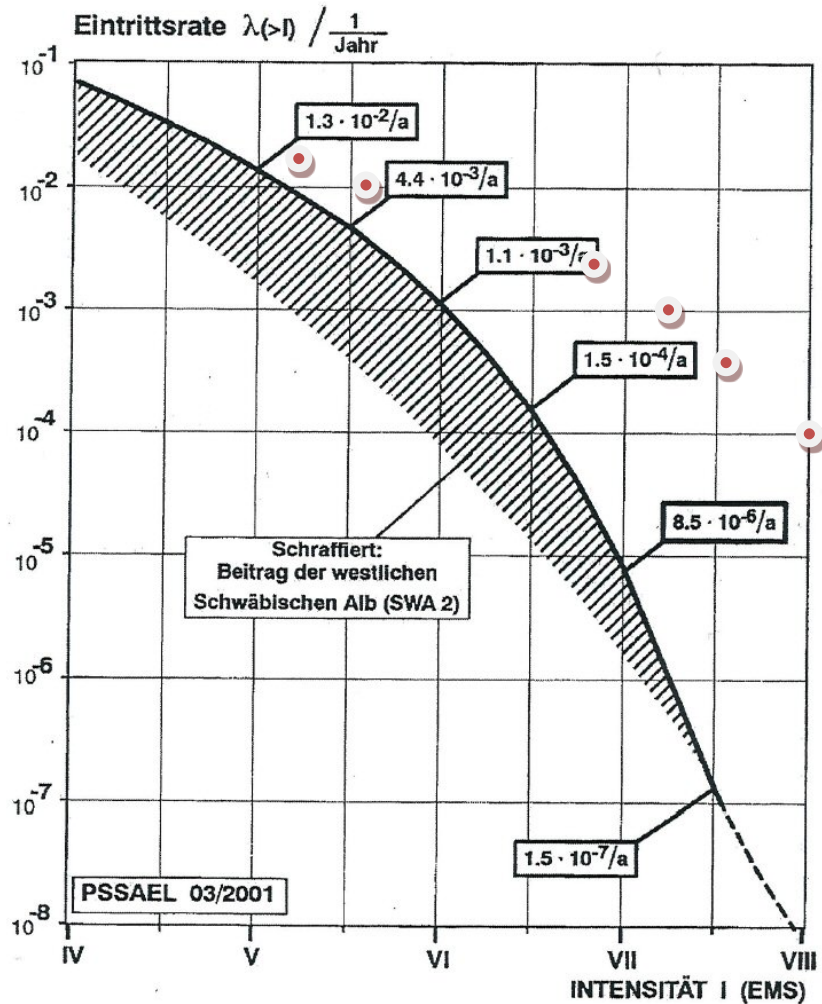 Eintrittsrate λ(>I) / 1/Jahr
10-1
1.3 · 10-2/a
10-2
4.4 · 10-3/a
1.1 · 10-3/a
10-3
1.5 · 10-4/a
10-4
8.5 · 10-6/a
10-5
Schraffiert:
Beitrag der westlichen
Schwäbischen Alb (SWA 2)
10-6
10-7
1.5 · 10-7/a
PSSAEL 03/2001
10-8
IV V VI VII VIII
INTENSITÄT I (EMS)